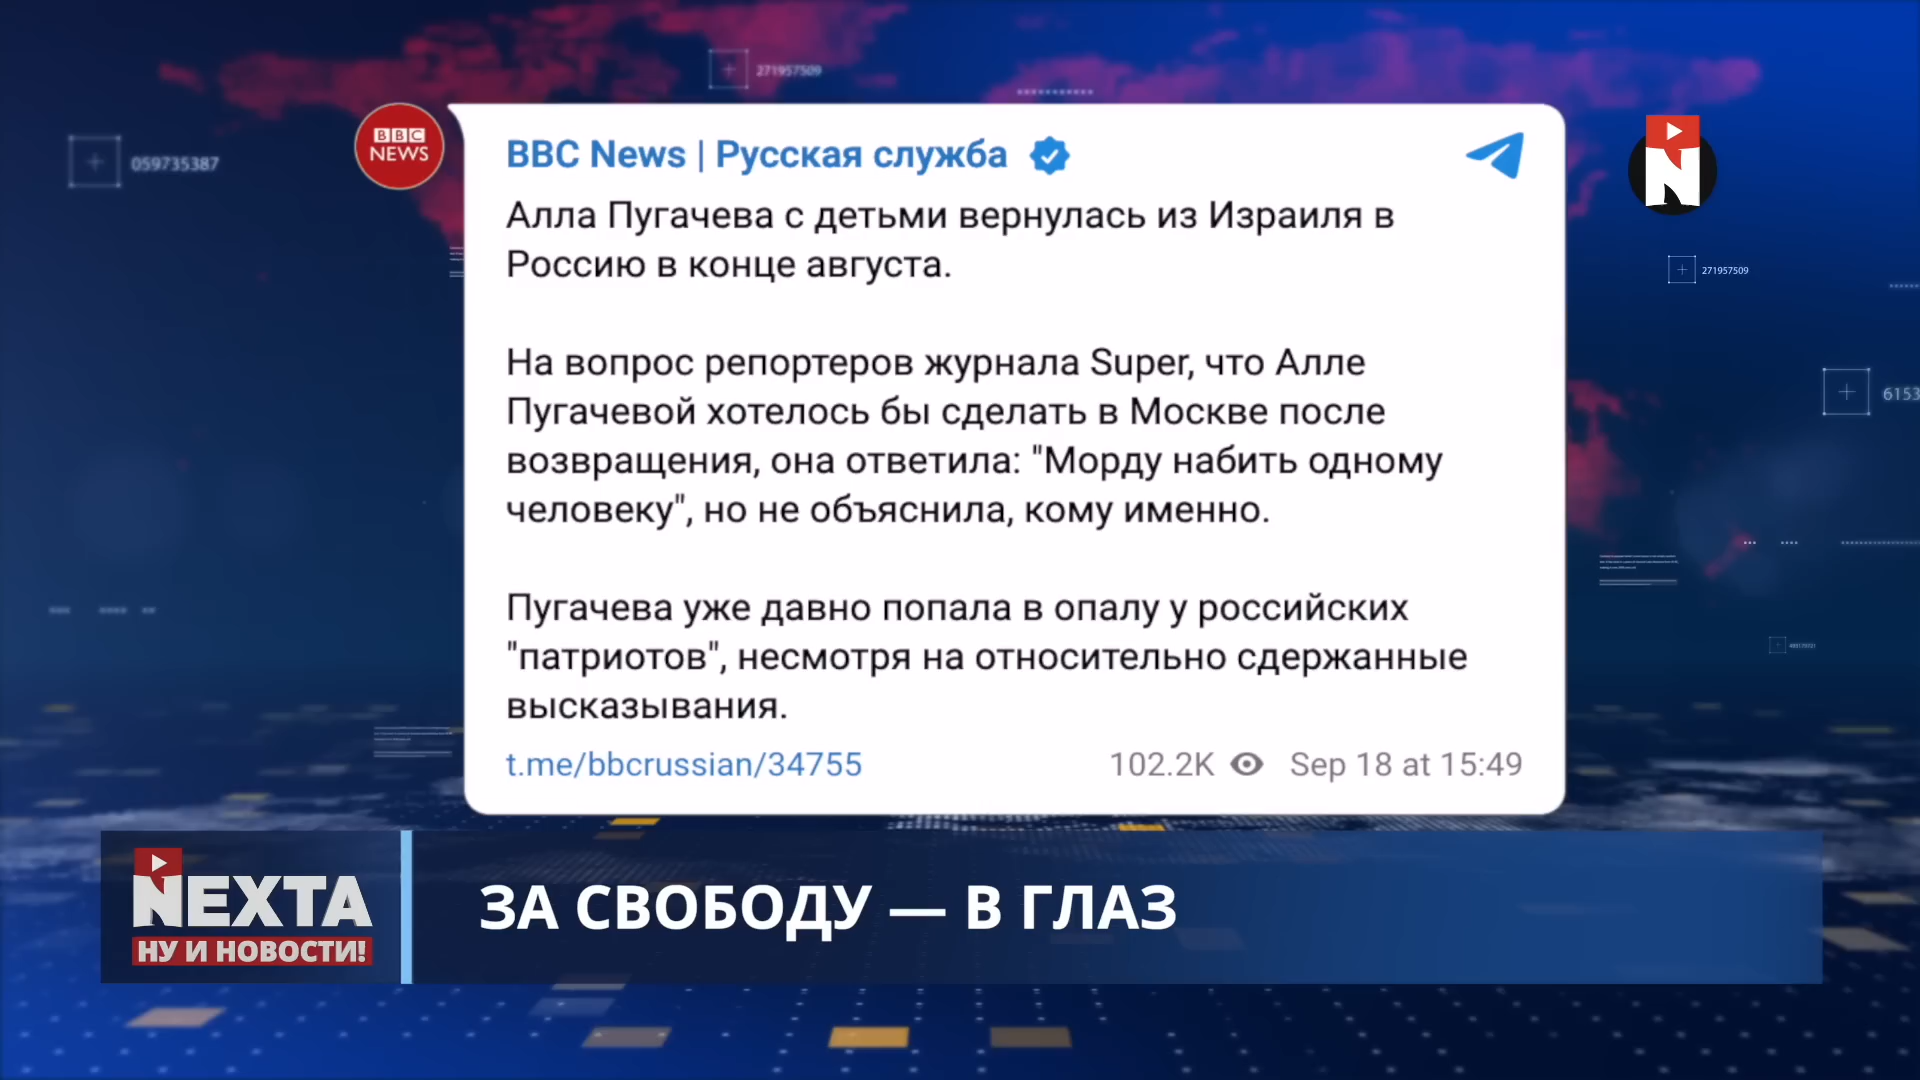 271957509
059735387
BBC
NEWS
BBC News | Русская служба
N
Алла Пугачева с детьми вернулась из Израиля в
Россию в конце августа.
271957509
На вопрос репортеров журнала Super, что Алле
Пугачевой хотелось бы сделать в Москве после
6153
возвращения, она ответила: "Морду набить одному
человеку", но не объяснила, кому именно.
Пугачева уже давно попала в опалу у российских
"патриотов", несмотря на относительно сдержанные
высказывания.
t.me/bbcrussian/34755
102.2K Sep 18 at 15:49
NEXTA
НУ И НОВОСТИ!
ЗА СВОБОДУ — В ГЛАЗ